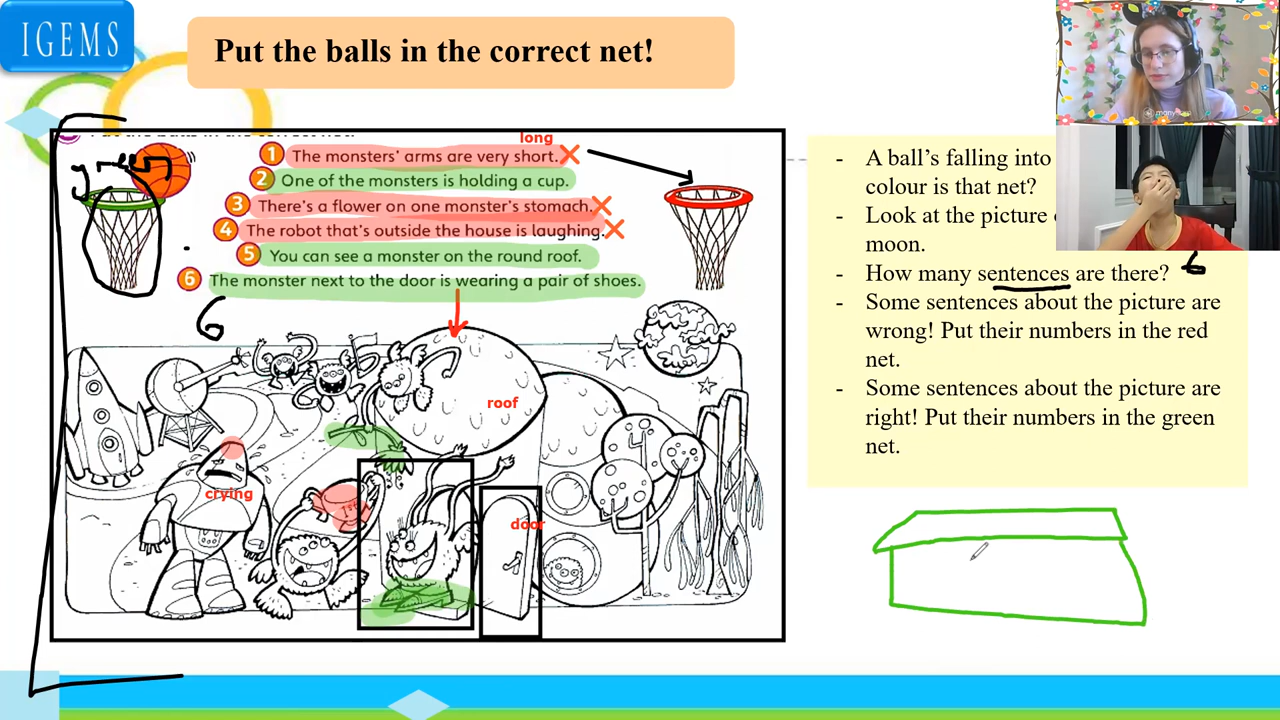 IGEMS
Put the balls in the correct net!
long
green
1 The monsters' arms are very short.
2 One of the monsters is holding a cup.
3 There's a flower on one monster's stomach.
4 The robot that's outside the house is laughing.
5 You can see a monster on the round roof.
6 The monster next to the door is wearing a pair of shoes.
6
roof
crying
1st
door
- A ball's falling into
colour is that net?
- Look at the picture
moon.
- How many sentences are there? 6
- Some sentences about the picture are
wrong! Put their numbers in the red
net.
- Some sentences about the picture are
right! Put their numbers in the green
net.
many